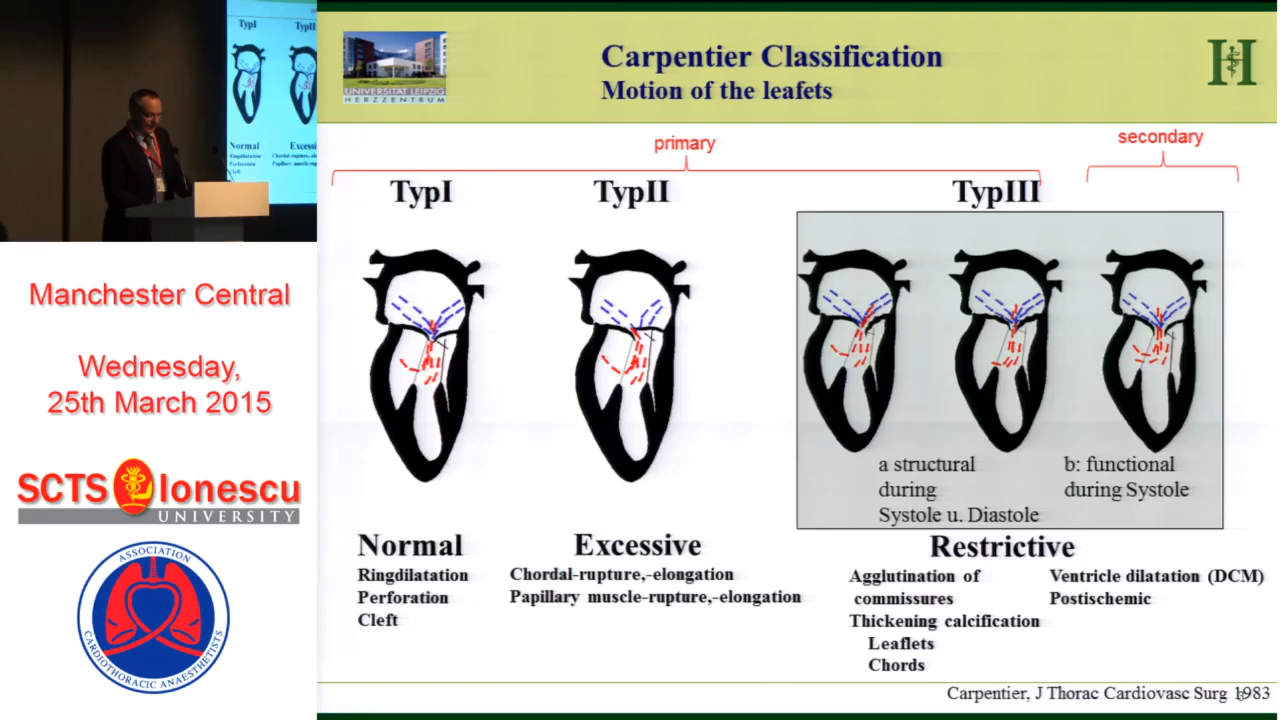 TypI
TypII
Normal
Ringdilatation
Perforation
Cleft
Manchester Central
Wednesday,
25th March 2015
SCTS Ionescu
UNIVERSITY
ASSOCIATION
CARDIOTHORACIC ANAESTHETISTS
UNIVERSITÄT LEIPZIG
HERZZENTRUM
Carpentier Classification
Motion of the leafets
H
primary
secondary
TypI
TypII
TypIII
a structural
during
Systole u. Diastole
b: functional
during Systole
Normal
Ringdilatation
Perforation
Cleft
Excessive
Chordal-rupture,-elongation
Papillary muscle-rupture,-elongation
Restrictive
Agglutination of
commissures
Thickening calcification
Leaflets
Chords
Ventricle dilatation (DCM)
Postischemic
Carpentier, J Thorac Cardiovasc Surg 1983